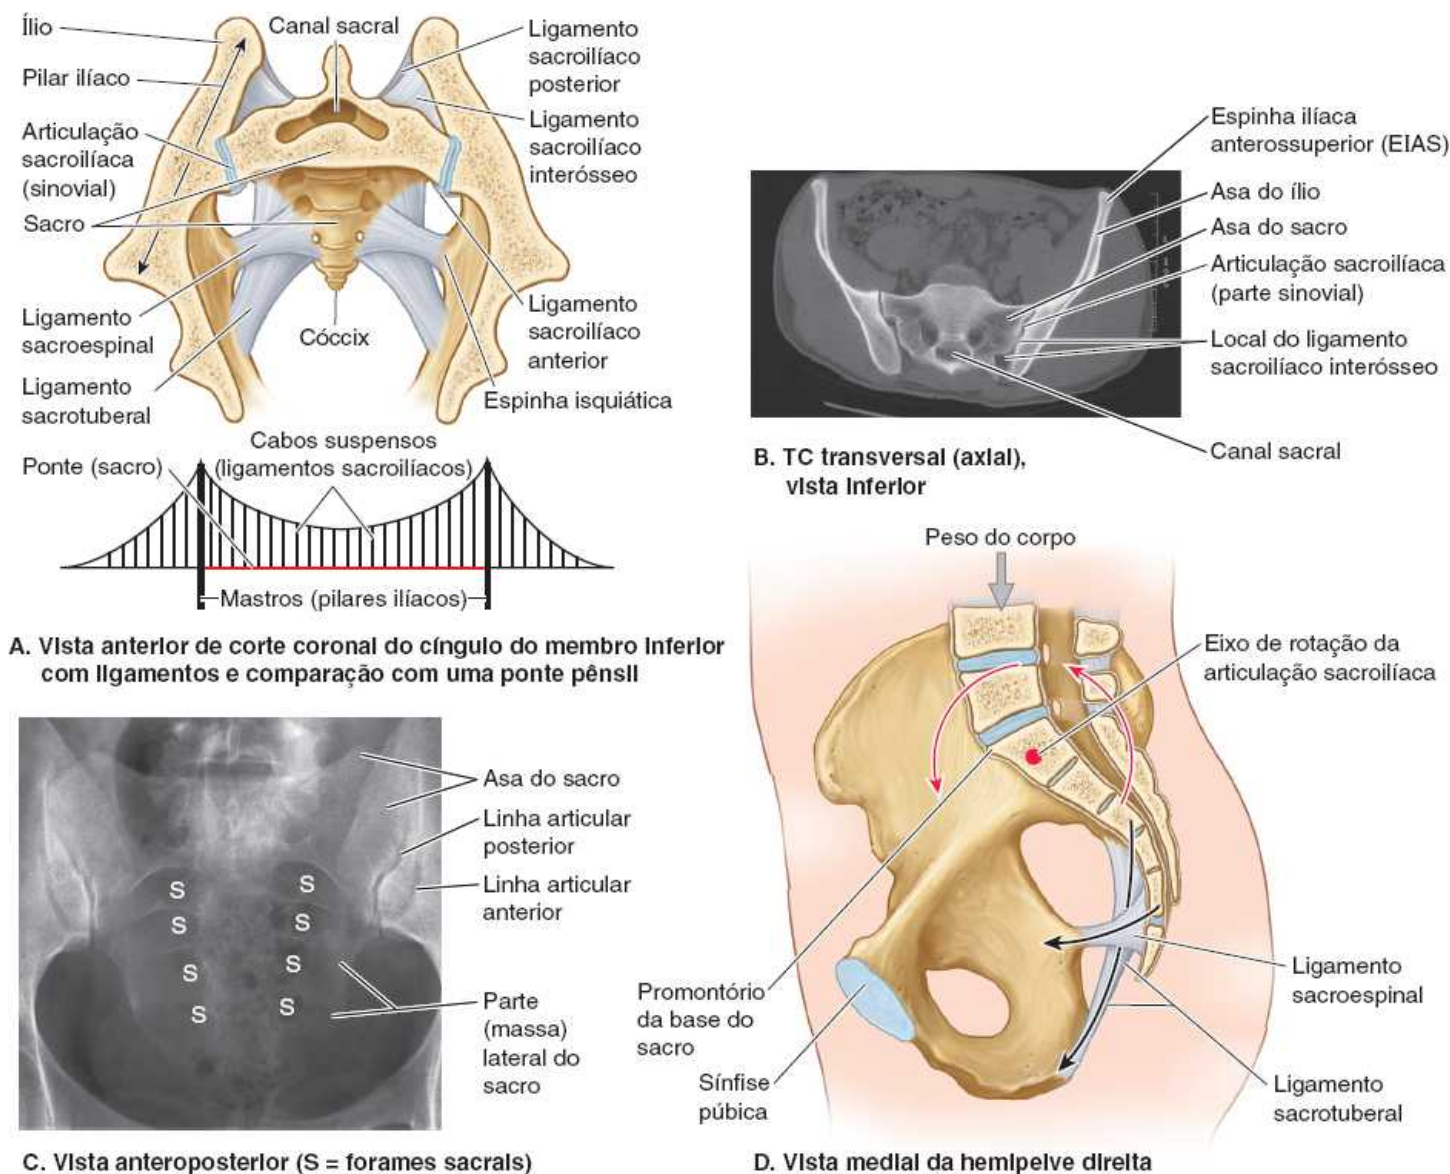 Ílio
Pilar ilíaco
Articulação
sacroilíaca
(sinovial)
Sacro
Ligamento
sacroespinal
Ligamento
sacrotuberal
Canal sacral
Cóccix
Ligamento
sacroilíaco
posterior
Ligamento
sacroilíaco
interósseo
Ligamento
sacroilíaco
anterior
Espinha isquiática
Ponte (sacro)
Cabos suspensos
(ligamentos sacroilíacos)
Mastros (pilares ilíacos)
A. Vista anterior de corte coronal do cíngulo do membro inferior
com ligamentos e comparação com uma ponte pênsil
Espinha ilíaca
anterossuperior (EIAS)
Asa do ílio
Asa do sacro
Articulação sacroilíaca
(parte sinovial)
Local do ligamento
sacroilíaco interósseo
Canal sacral
B. TC transversal (axial),
vista inferior
Asa do sacro
Linha articular
posterior
Linha articular
anterior
Parte
(massa)
lateral do
sacro
S S
S S
S S
S S
C. Vista anteroposterior (S = forames sacrais)
Peso do corpo
Eixo de rotação da
articulação sacroilíaca
Promontório
da base do
sacro
Sínfise
púbica
Ligamento
sacroespinal
Ligamento
sacrotuberal
D. Vista medial da hemipelve direita